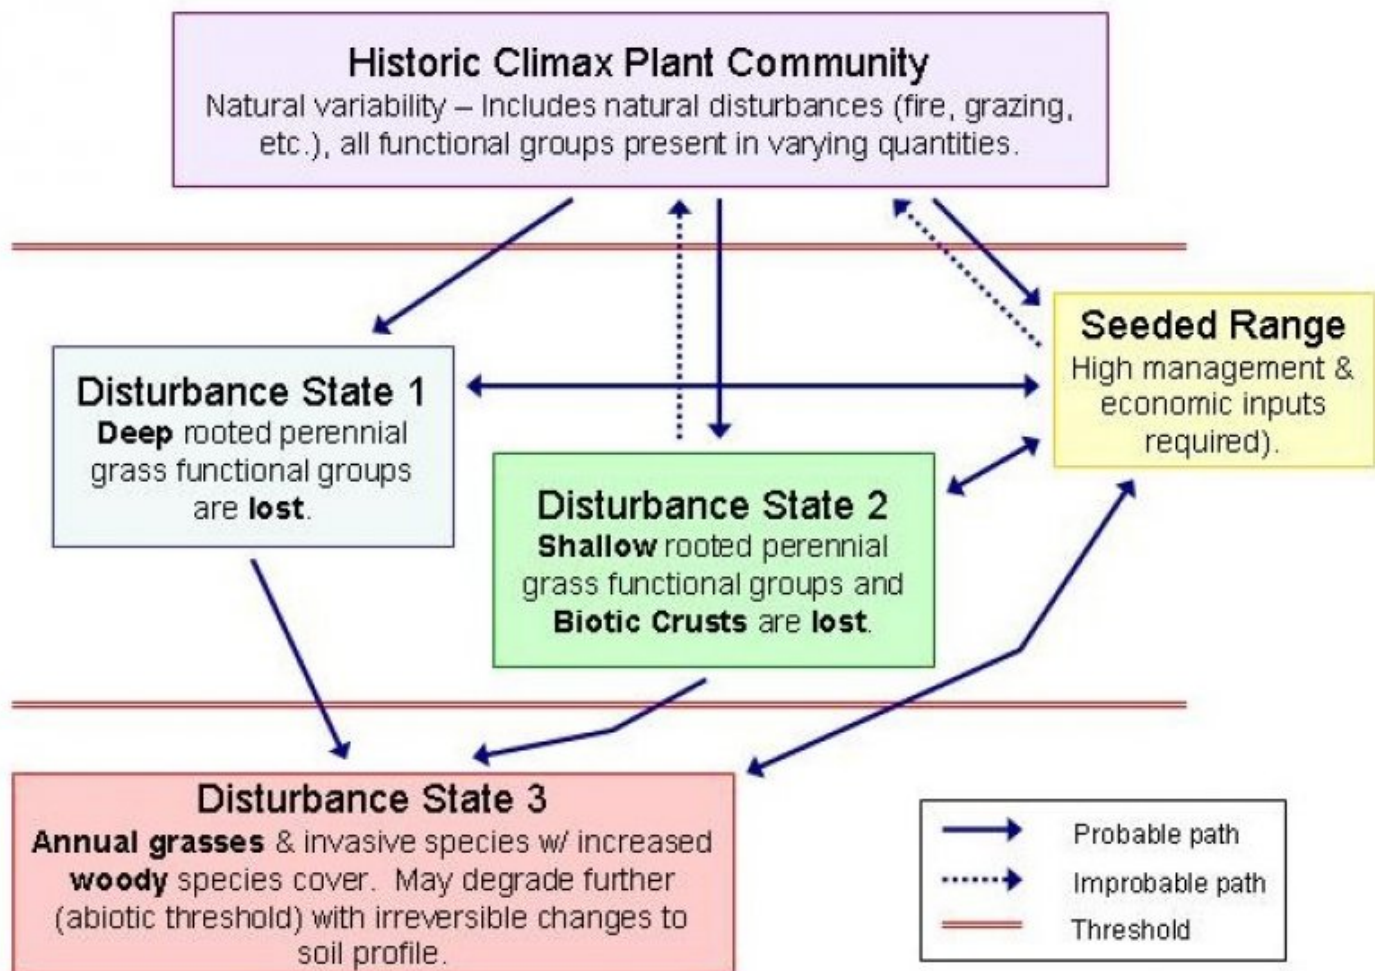 Historic Climax Plant Community
Natural variability – Includes natural disturbances (fire, grazing,
etc.), all functional groups present in varying quantities.
Seeded Range
High management &
economic inputs
required).
Disturbance State 1
Deep rooted perennial
grass functional groups
are lost.
Disturbance State 2
Shallow rooted perennial
grass functional groups and
Biotic Crusts are lost.
Disturbance State 3
Annual grasses & invasive species w/ increased
woody species cover. May degrade further
(abiotic threshold) with irreversible changes to
soil profile.
Probable path
Improbable path
Threshold